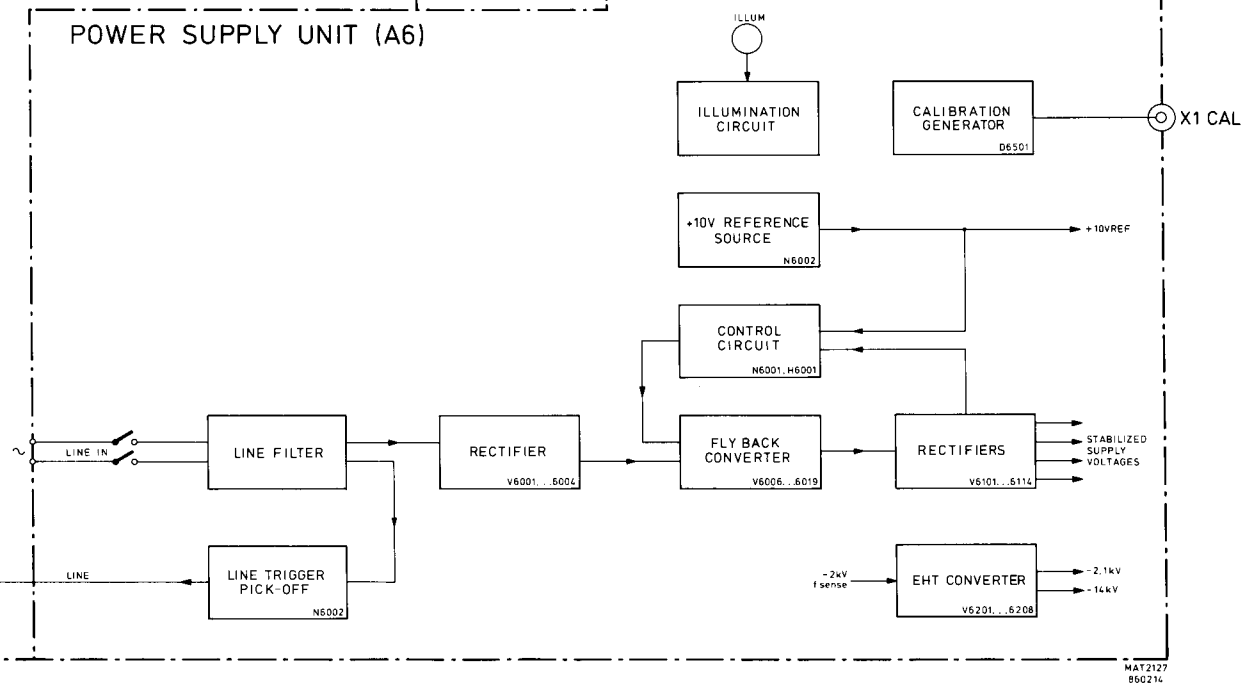 ILLUM
POWER SUPPLY UNIT (A6)
ILLUMINATION
CIRCUIT
CALIBRATION
GENERATOR
D6501
X1 CAL
+10V REFERENCE
SOURCE
N6002
+10VREF
CONTROL
CIRCUIT
N6001, H6001
~
LINE IN
LINE FILTER
RECTIFIER
V6001...6004
FLY BACK
CONVERTER
V6006...6019
RECTIFIERS
V6101...6114
STABILIZED
SUPPLY
VOLTAGES
LINE
LINE TRIGGER
PICK-OFF
N6002
-2kV
f sense
EHT CONVERTER
V6201...6208
-2,1kV
-14kV
MAT2127
860214